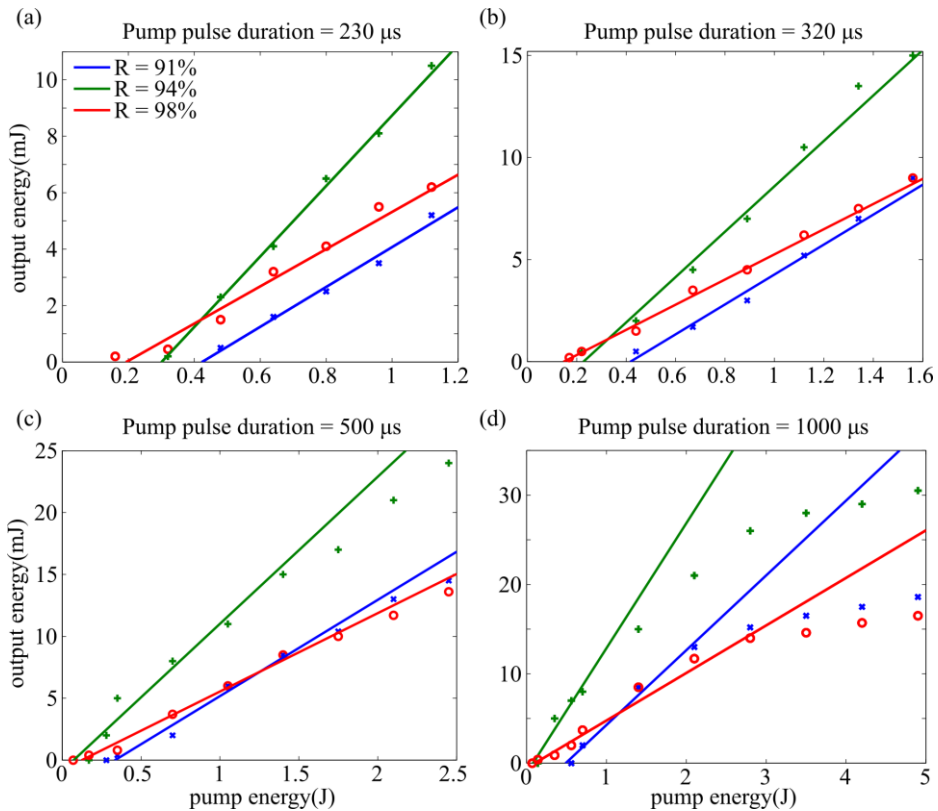 (a) Pump pulse duration = 230 μs
10
8
6
4
2
0
output energy(mJ)
R = 91%
R = 94%
R = 98%
0 0.2 0.4 0.6 0.8 1 1.2
(b) Pump pulse duration = 320 μs
15
10
5
0
0 0.2 0.4 0.6 0.8 1 1.2 1.4 1.6
(c) Pump pulse duration = 500 μs
25
20
15
10
5
0
output energy(mJ)
0 0.5 1 1.5 2 2.5
pump energy(J)
(d) Pump pulse duration = 1000 μs
30
20
10
0
0 1 2 3 4 5
pump energy(J)